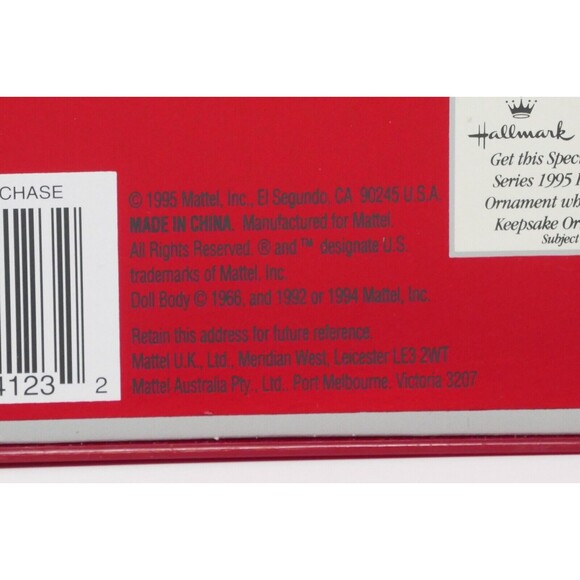 CHASE
4123 2
© 1995 Mattel, Inc., El Segundo, CA 90245 U.S.A.
MADE IN CHINA. Manufactured for Mattel.
All Rights Reserved. ® and ™ designate U.S.
trademarks of Mattel, Inc.
Doll Body © 1966, and 1992 or 1994 Mattel, Inc.
Retain this address for future reference:
Mattel U.K., Ltd., Meridian West, Leicester LE3 2WT
Mattel Australia Pty., Ltd., Port Melbourne, Victoria 3207
Hallmark
Get this Spec
Series 1995 
Ornament wh
Keepsake Or
Subject